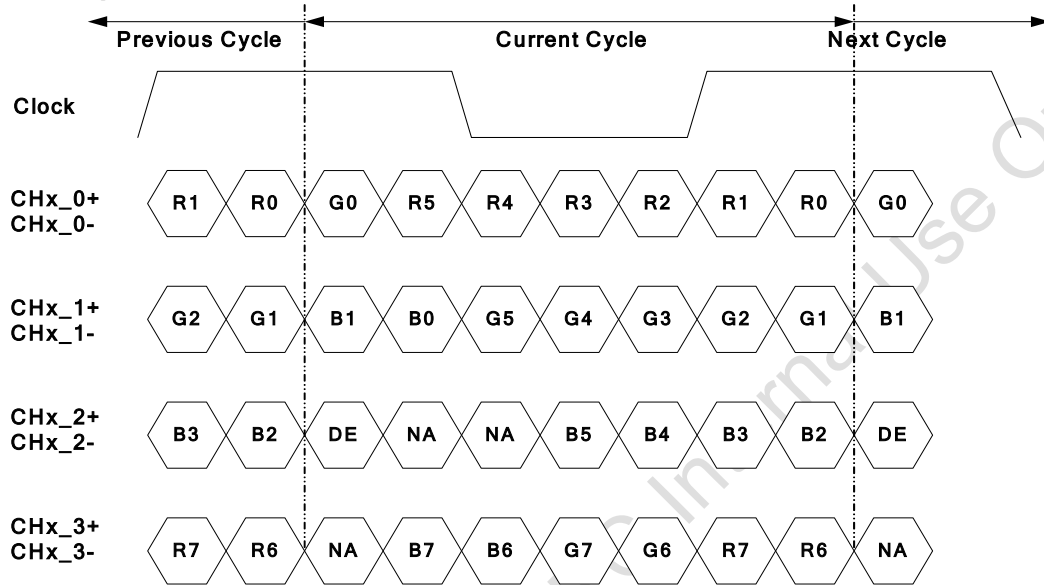 Previous Cycle Current Cycle Next Cycle
Clock
CHx_0+
CHx_0-
R1 R0 G0 R5 R4 R3 R2 R1 R0 G0
CHx_1+
CHx_1-
G2 G1 B1 B0 G5 G4 G3 G2 G1 B1
CHx_2+
CHx_2-
B3 B2 DE NA NA B5 B4 B3 B2 DE
CHx_3+
CHx_3-
R7 R6 NA B7 B6 G7 G6 R7 R6 NA
Use